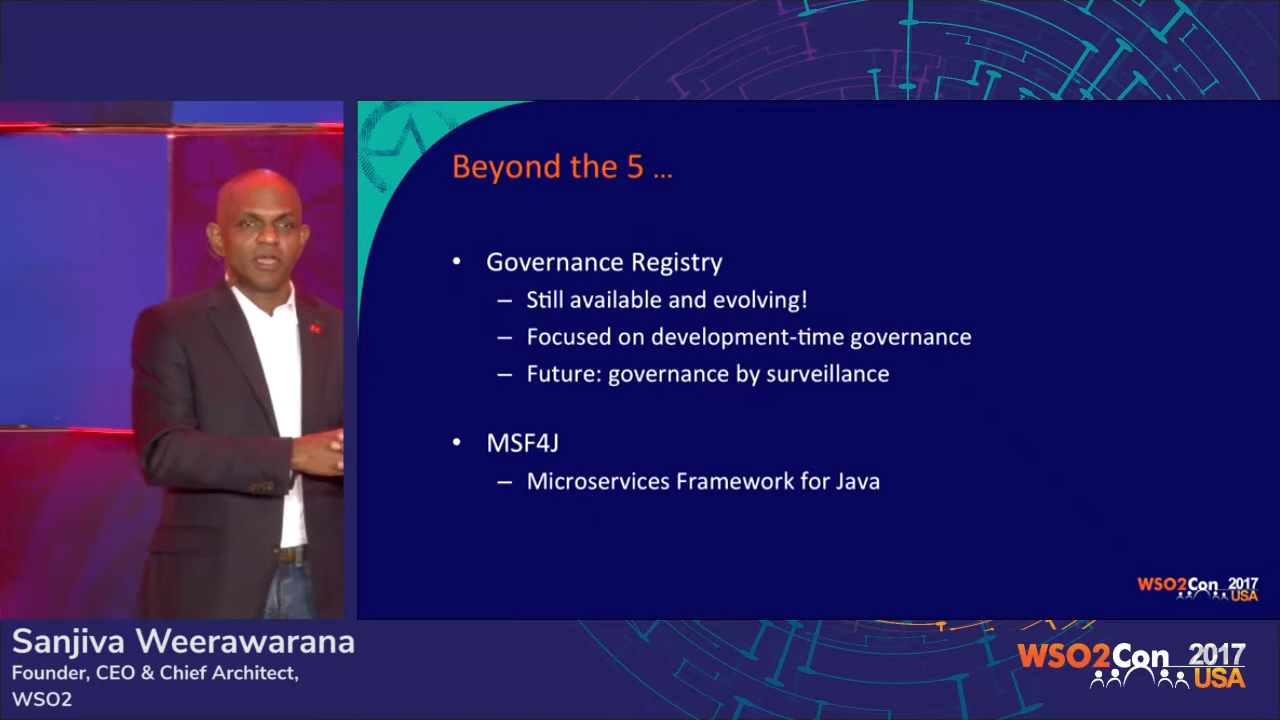 Beyond the 5 ...
• Governance Registry
– Still available and evolving!
– Focused on development-time governance
– Future: governance by surveillance
• MSF4J
– Microservices Framework for Java
WSO2Con 2017
USA
Sanjiva Weerawarana
Founder, CEO & Chief Architect,
WSO2
WSO2Con 2017
USA